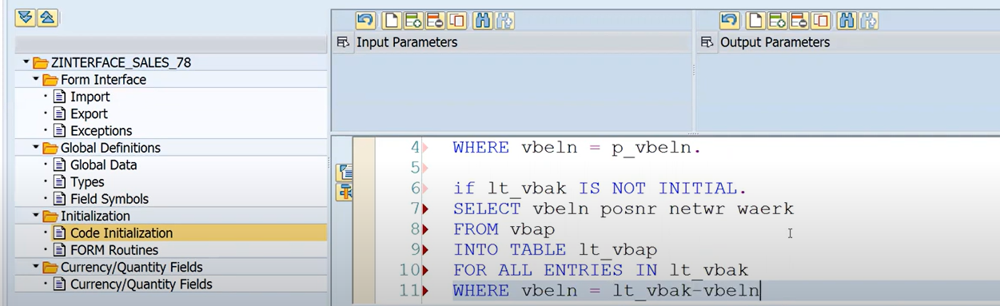 ZINTERFACE_SALES_78
Form Interface
Import
Export
Exceptions
Global Definitions
Global Data
Types
Field Symbols
Initialization
Code Initialization
FORM Routines
Currency/Quantity Fields
Currency/Quantity Fields
Input Parameters
Output Parameters
4 WHERE vbeln = p_vbeln.
5
6 if lt_vbak IS NOT INITIAL.
7 SELECT vbeln posnr netwr waerk
8 FROM vbap
9 INTO TABLE lt_vbap
10 FOR ALL ENTRIES IN lt_vbak
11 WHERE vbeln = lt_vbak-vbeln